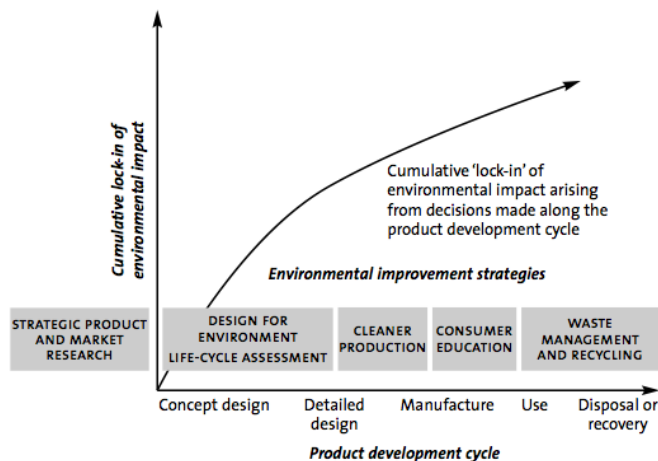 Cumulative lock-in of
environmental impact
Cumulative ‘lock-in’ of
environmental impact arising
from decisions made along the
product development cycle
Environmental improvement strategies
STRATEGIC PRODUCT
AND MARKET
RESEARCH
DESIGN FOR
ENVIRONMENT
LIFE-CYCLE ASSESSMENT
CLEANER
PRODUCTION
CONSUMER
EDUCATION
WASTE
MANAGEMENT
AND RECYCLING
Concept design
Detailed
design
Manufacture
Use
Disposal or
recovery
Product development cycle